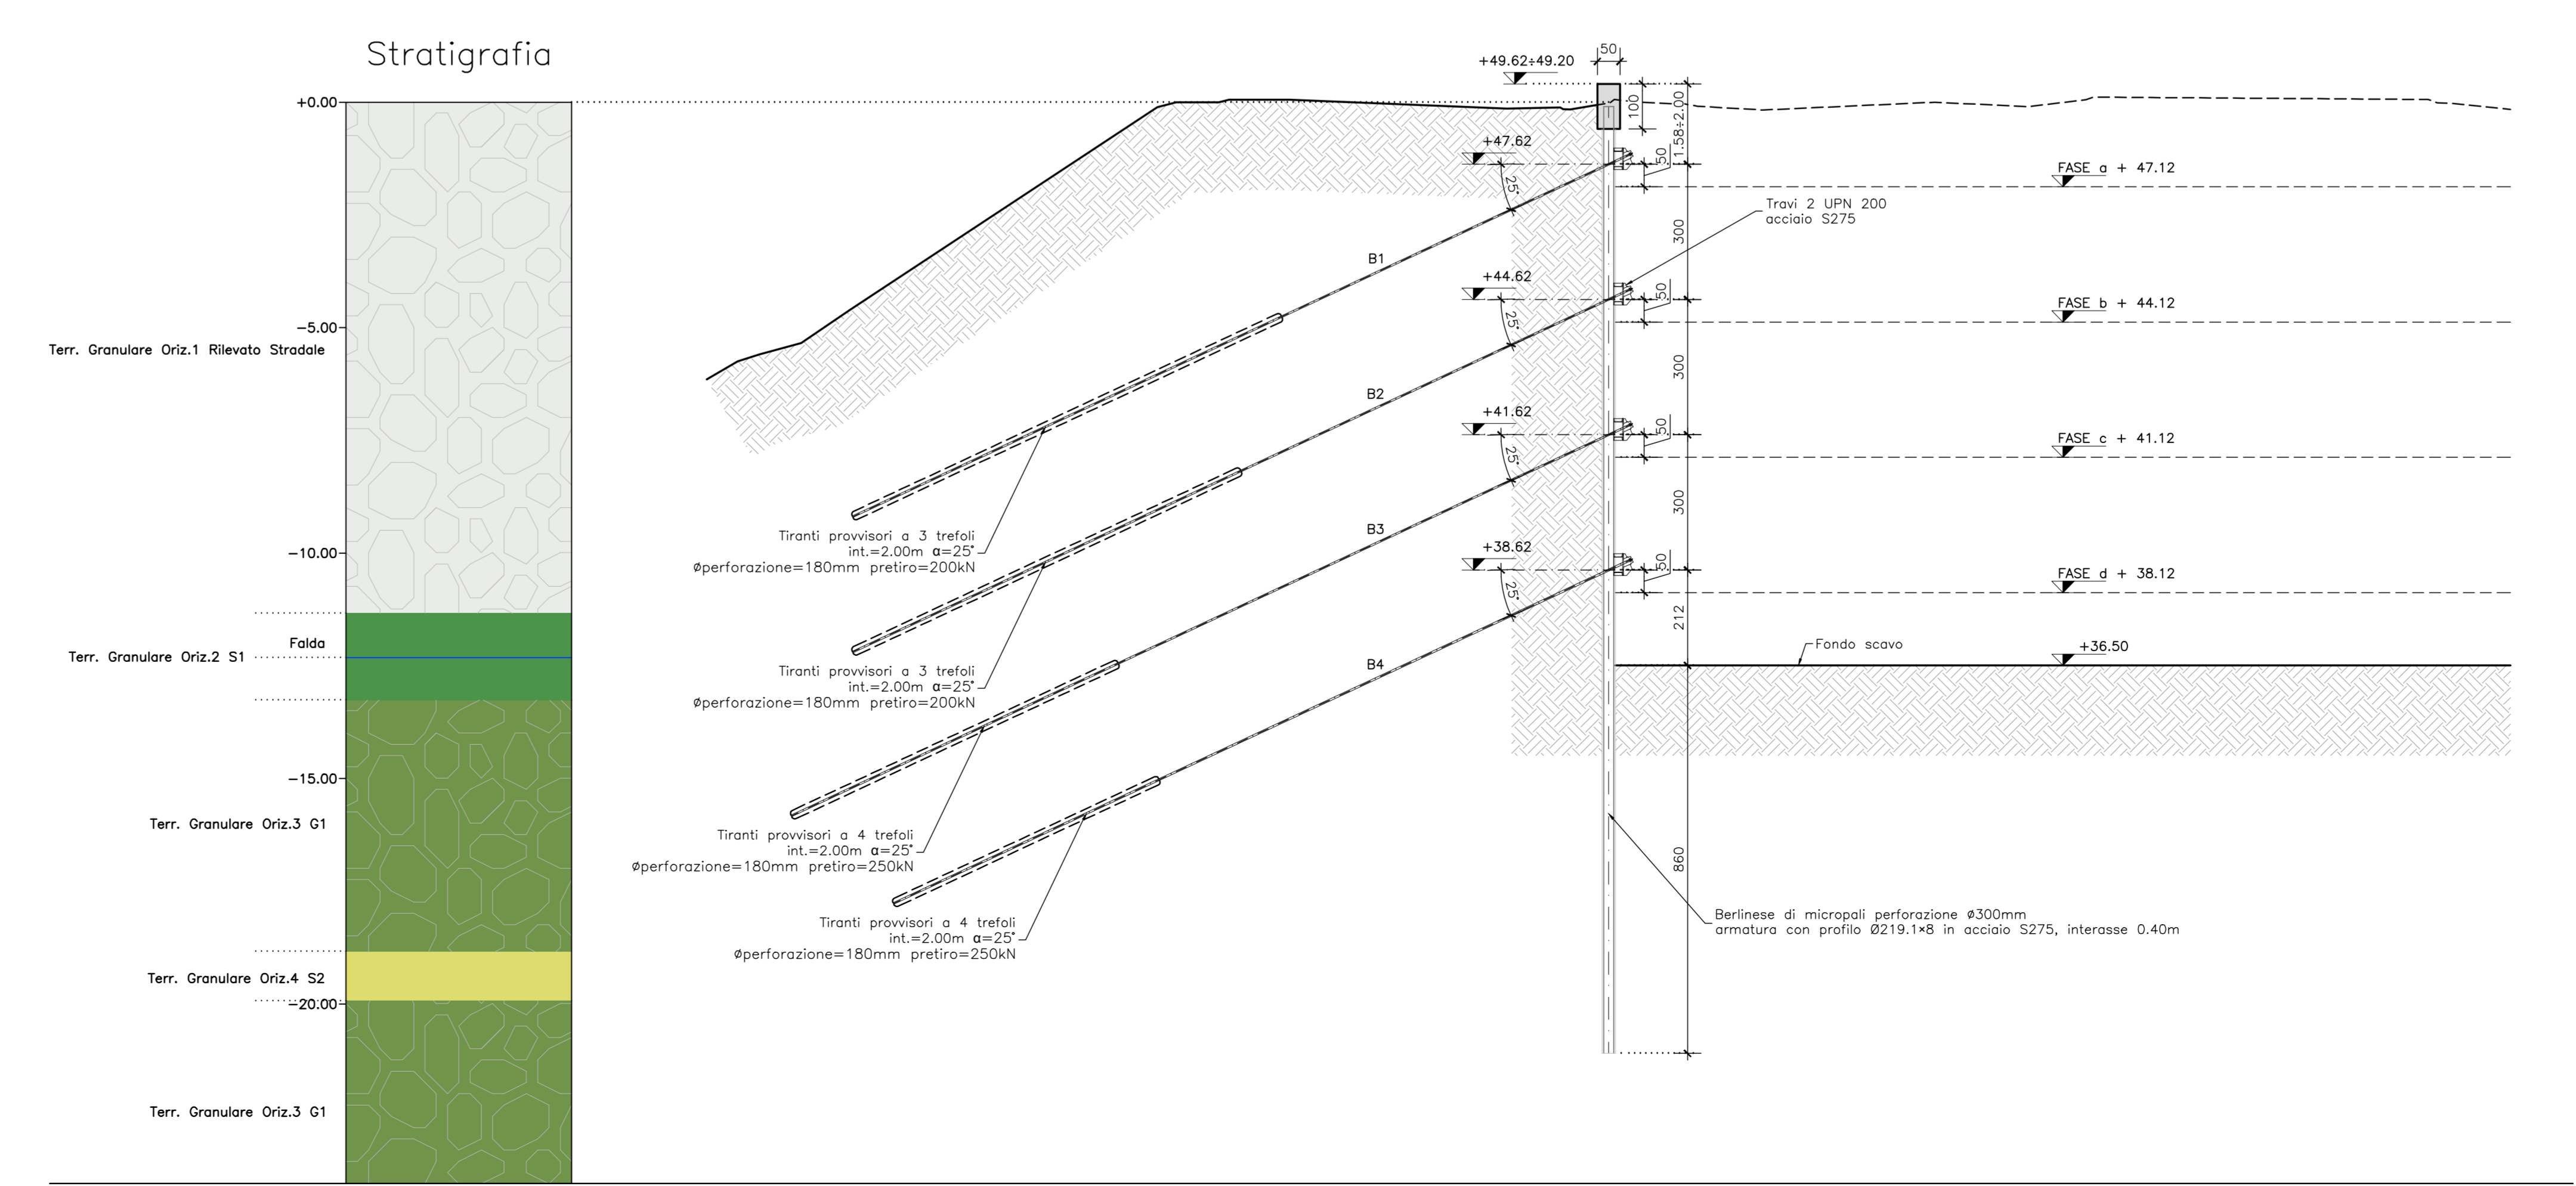 Stratigrafia
+0.00
-5.00
Terr. Granulare Oriz.1 Rilevato Stradale
-10.00
Falda
Terr. Granulare Oriz.2 S1
-15.00
Terr. Granulare Oriz.3 G1
Terr. Granulare Oriz.4 S2
-20.00
Terr. Granulare Oriz.3 G1
+49.62÷49.20
50
100
1.58÷2.00
+47.62
25°
50
B1
300
Tiranti provvisori a 3 trefoli
int.=2.00m α=25°
Øperforazione=180mm pretiro=200kN
+44.62
25°
50
B2
300
Tiranti provvisori a 3 trefoli
int.=2.00m α=25°
Øperforazione=180mm pretiro=200kN
+41.62
25°
50
B3
300
Tiranti provvisori a 4 trefoli
int.=2.00m α=25°
Øperforazione=180mm pretiro=250kN
+38.62
25°
50
B4
212
Tiranti provvisori a 4 trefoli
int.=2.00m α=25°
Øperforazione=180mm pretiro=250kN
860
Travi 2 UPN 200
acciaio S275
FASE a + 47.12
FASE b + 44.12
FASE c + 41.12
FASE d + 38.12
Fondo scavo
+36.50
Berlinese di micropali perforazione Ø300mm
armatura con profilo Ø219.1×8 in acciaio S275, interasse 0.40m